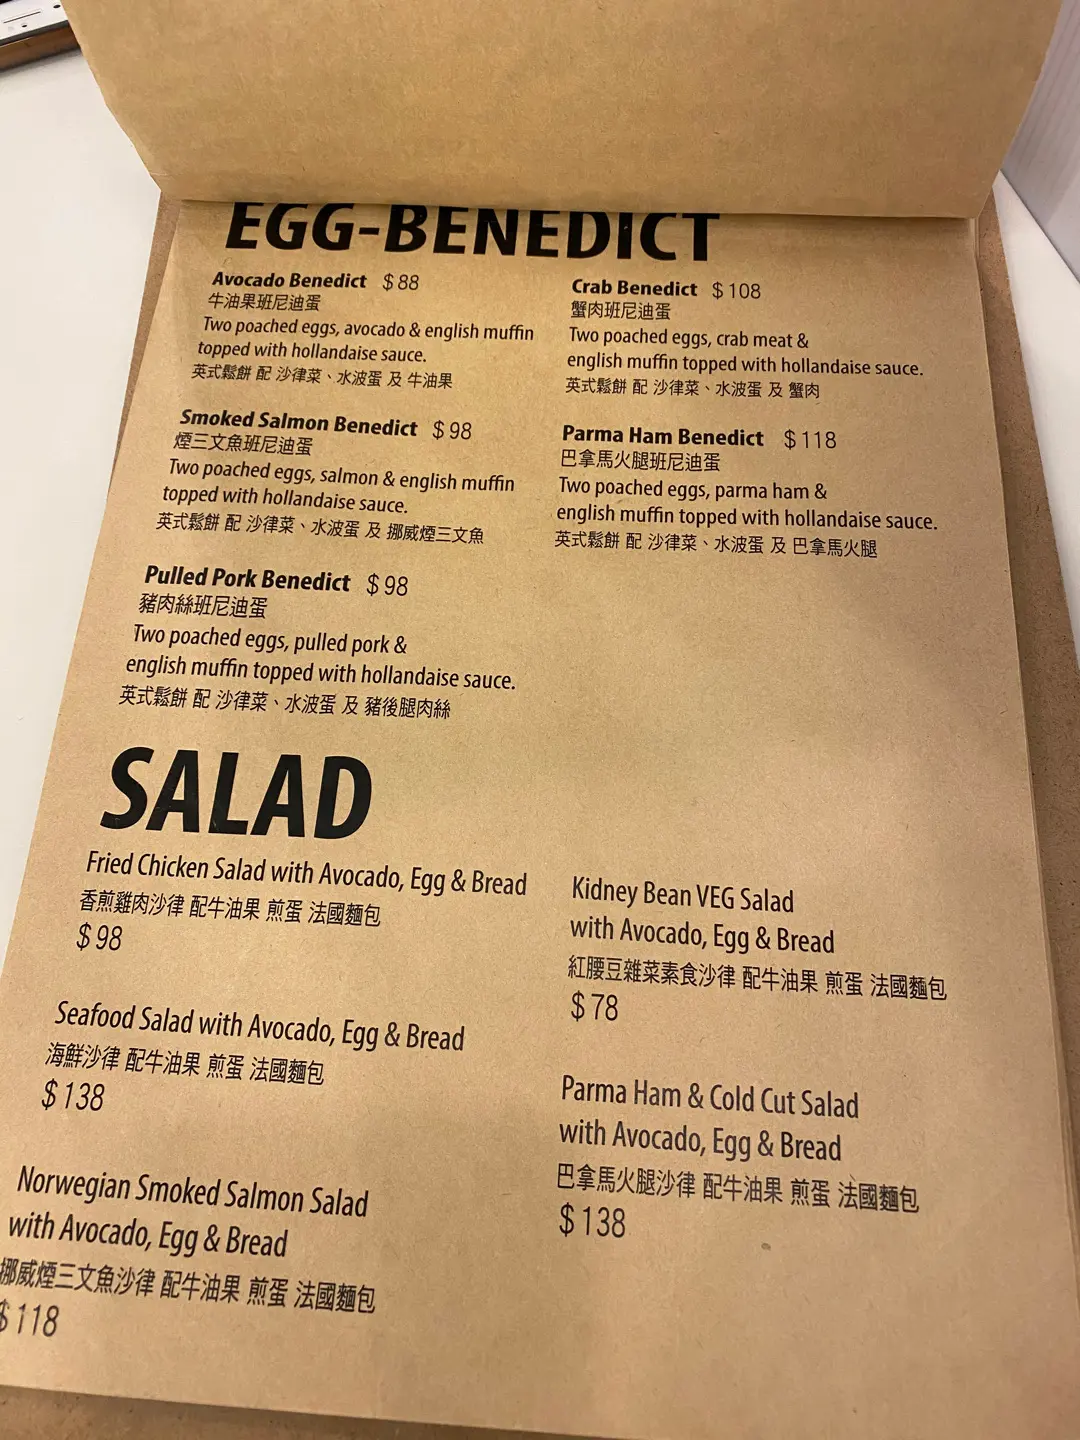 EGG-BENEDICT
Avocado Benedict $88
牛油果班尼迪蛋
Two poached eggs, avocado & english muffin
topped with hollandaise sauce.
英式鬆餅 配 沙律菜、水波蛋 及 牛油果
Smoked Salmon Benedict $98
煙三文魚班尼迪蛋
Two poached eggs, salmon & english muffin
topped with hollandaise sauce.
英式鬆餅 配 沙律菜、水波蛋 及 挪威煙三文魚
Pulled Pork Benedict $98
豬肉絲班尼迪蛋
Two poached eggs, pulled pork &
english muffin topped with hollandaise sauce.
英式鬆餅 配 沙律菜、水波蛋 及 豬後腿肉絲
Crab Benedict $108
蟹肉班尼迪蛋
Two poached eggs, crab meat &
english muffin topped with hollandaise sauce.
英式鬆餅 配 沙律菜、水波蛋 及 蟹肉
Parma Ham Benedict $118
巴拿馬火腿班尼迪蛋
Two poached eggs, parma ham &
english muffin topped with hollandaise sauce.
英式鬆餅 配 沙律菜、水波蛋 及 巴拿馬火腿
SALAD
Fried Chicken Salad with Avocado, Egg & Bread
香煎雞肉沙律 配牛油果 煎蛋 法國麵包
$98
Seafood Salad with Avocado, Egg & Bread
海鮮沙律 配牛油果 煎蛋 法國麵包
$138
Norwegian Smoked Salmon Salad
with Avocado, Egg & Bread
挪威煙三文魚沙律 配牛油果 煎蛋 法國麵包
$118
Kidney Bean VEG Salad
with Avocado, Egg & Bread
紅腰豆雜菜素食沙律 配牛油果 煎蛋 法國麵包
$78
Parma Ham & Cold Cut Salad
with Avocado, Egg & Bread
巴拿馬火腿沙律 配牛油果 煎蛋 法國麵包
$138